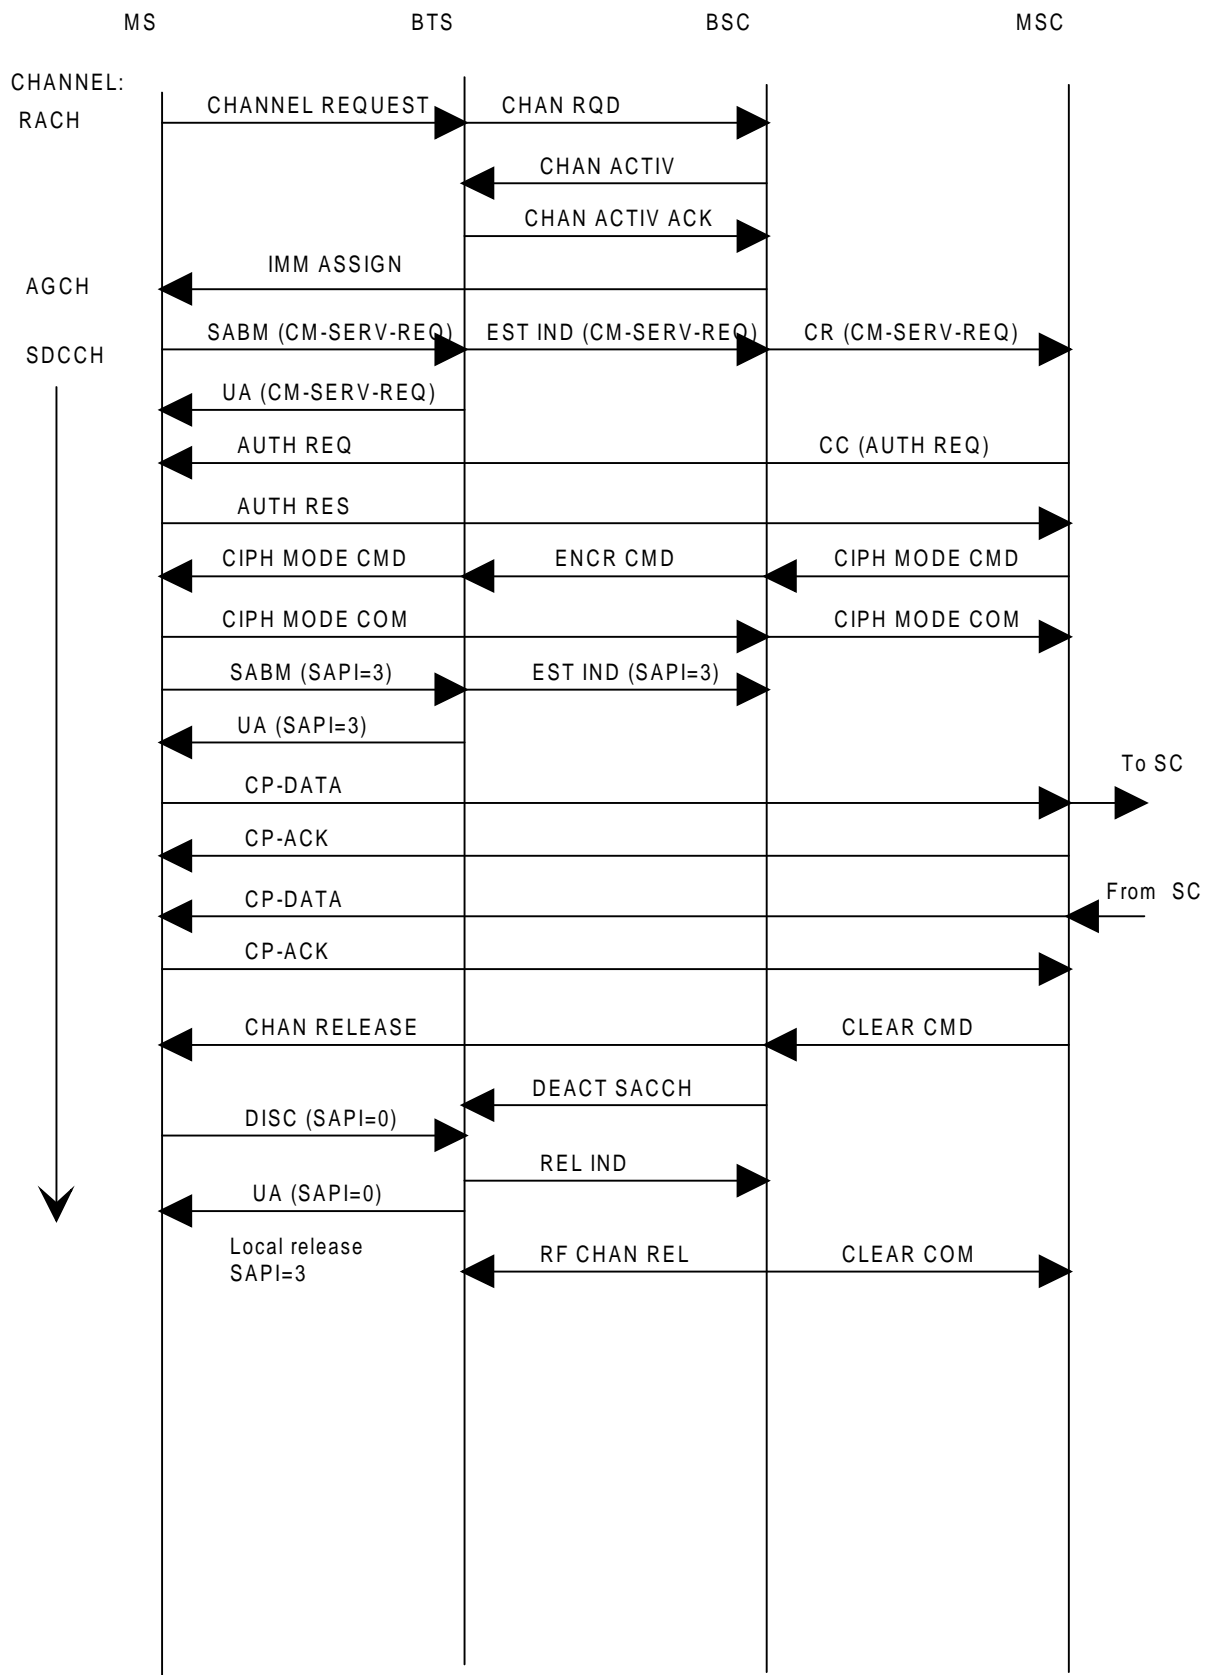 MS BTS BSC MSC
CHANNEL:
RACH CHANNEL REQUEST CHAN RQD
CHAN ACTIV
CHAN ACTIV ACK
IMM ASSIGN
AGCH
SABM (CM-SERV-REQ) EST IND (CM-SERV-REQ) CR (CM-SERV-REQ)
SDCCH
UA (CM-SERV-REQ)
AUTH REQ CC (AUTH REQ)
AUTH RES
CIPH MODE CMD ENCR CMD CIPH MODE CMD
CIPH MODE COM CIPH MODE COM
SABM (SAPI=3) EST IND (SAPI=3)
UA (SAPI=3)
To SC
CP-DATA
CP-ACK
From SC
CP-DATA
CP-ACK
CHAN RELEASE CLEAR CMD
DEACT SACCH
DISC (SAPI=0)
REL IND
UA (SAPI=0)
Local release
SAPI=3
RF CHAN REL CLEAR COM